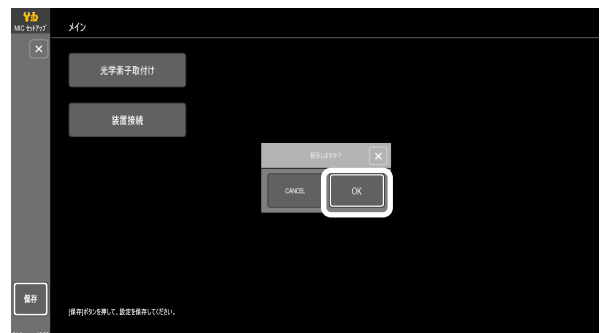 MIC セットアップ
メイン
光学素子取付け
装置接続
保存しますか?
CANCEL
OK
保存
[保存]ボタンを押して、設定を保存してください。